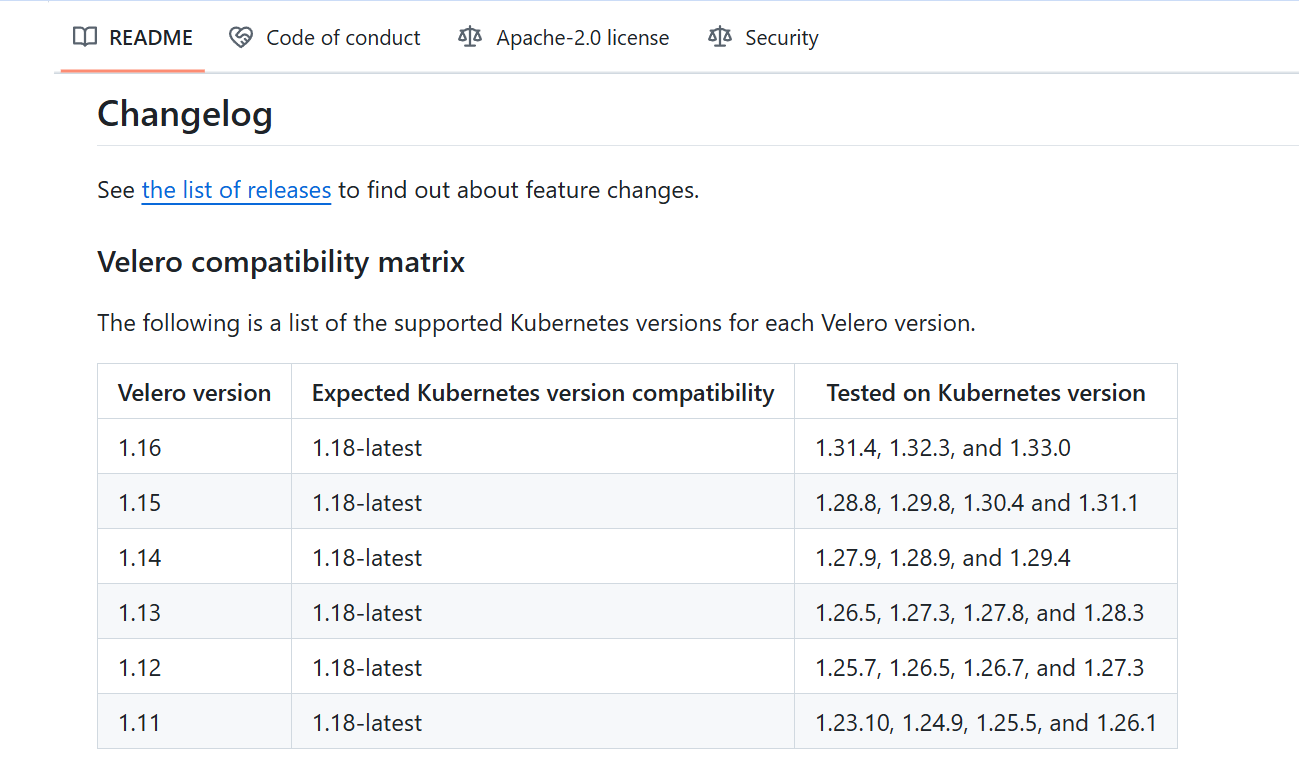 README Code of conduct Apache-2.0 license Security
Changelog
See the list of releases to find out about feature changes.
Velero compatibility matrix
The following is a list of the supported Kubernetes versions for each Velero version.
Velero version Expected Kubernetes version compatibility Tested on Kubernetes version
1.16 1.18-latest 1.31.4, 1.32.3, and 1.33.0
1.15 1.18-latest 1.28.8, 1.29.8, 1.30.4 and 1.31.1
1.14 1.18-latest 1.27.9, 1.28.9, and 1.29.4
1.13 1.18-latest 1.26.5, 1.27.3, 1.27.8, and 1.28.3
1.12 1.18-latest 1.25.7, 1.26.5, 1.26.7, and 1.27.3
1.11 1.18-latest 1.23.10, 1.24.9, 1.25.5, and 1.26.1